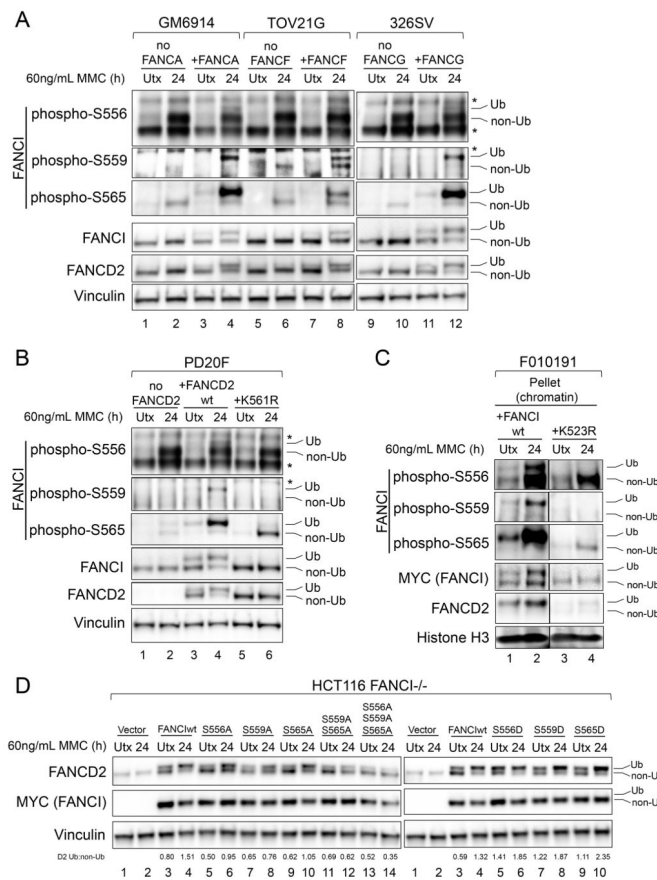 A
GM6914 TOV21G 326SV
no FANCA +FANCA no FANCF +FANCF no FANCG +FANCG
60ng/mL MMC (h) Utx 24 Utx 24 Utx 24 Utx 24 Utx 24 Utx 24
FANCI
phospho-S556 * Ub non-Ub *
phospho-S559 * Ub non-Ub
phospho-S565 Ub non-Ub
FANCI Ub non-Ub
FANCD2 Ub non-Ub
Vinculin
1 2 3 4 5 6 7 8 9 10 11 12
B
PD20F
no FANCD2 +FANCD2 wt +K561R
60ng/mL MMC (h) Utx 24 Utx 24 Utx 24
FANCI
phospho-S556 * Ub non-Ub *
phospho-S559 * Ub non-Ub
phospho-S565 Ub non-Ub
FANCI Ub non-Ub
FANCD2 Ub non-Ub
Vinculin
1 2 3 4 5 6
C
F010191
Pellet
(chromatin)
+FANCI wt +K523R
60ng/mL MMC (h) Utx 24 Utx 24
FANCI
phospho-S556 Ub non-Ub
phospho-S559 Ub non-Ub
phospho-S565 Ub non-Ub
MYC (FANCI) Ub non-Ub
FANCD2 Ub non-Ub
Histone H3
1 2 3 4
D
HCT116 FANCI-/-
Vector FANCIwt S556A S559A S565A S559A S565A S556A S559A S565A Vector FANCIwt S556D S559D S565D
60ng/mL MMC (h) Utx 24 Utx 24 Utx 24 Utx 24 Utx 24 Utx 24 Utx 24 Utx 24 Utx 24 Utx 24 Utx 24 Utx 24
FANCD2 Ub non-Ub
MYC (FANCI) Ub non-Ub
Vinculin
D2 Ub:non-Ub 0.80 1.51 0.50 0.95 0.65 0.76 0.62 1.05 0.69 0.62 0.52 0.35 0.59 1.32 1.41 1.85 1.22 1.87 1.11 2.35
1 2 3 4 5 6 7 8 9 10 11 12 13 14 1 2 3 4 5 6 7 8 9 10